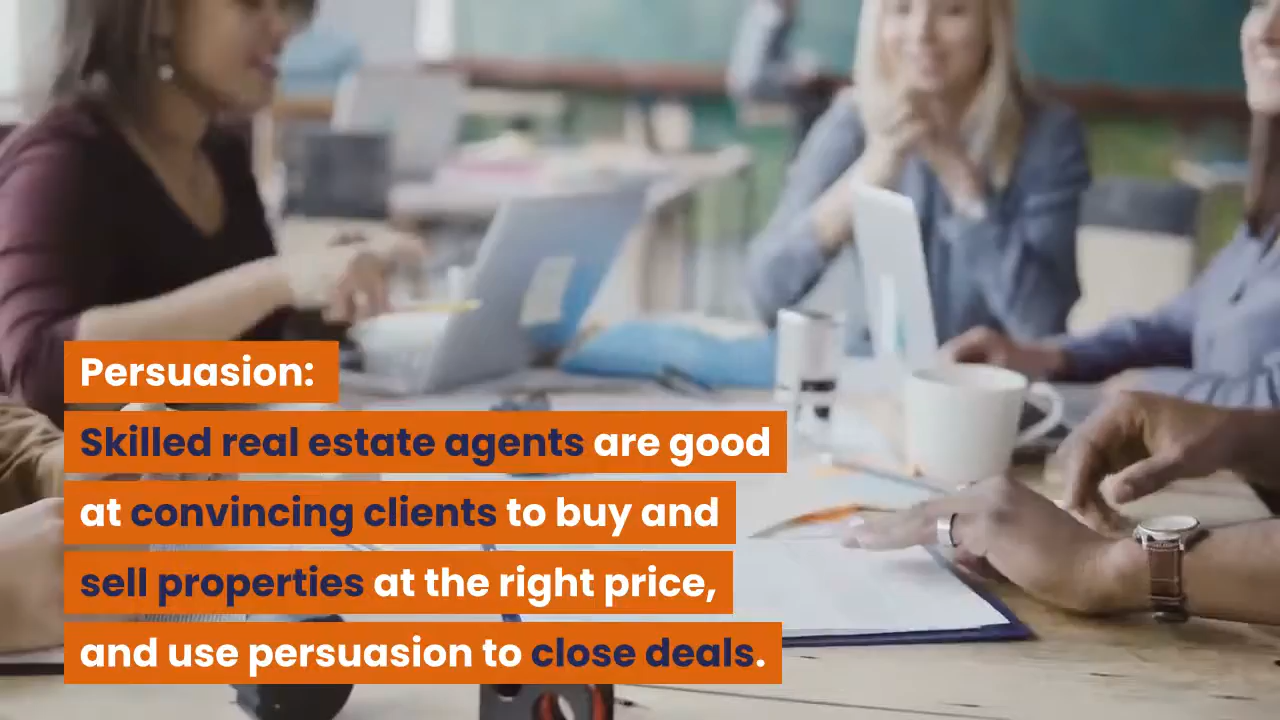 Persuasion:
Skilled real estate agents are good
at convincing clients to buy and
sell properties at the right price,
and use persuasion to close deals.